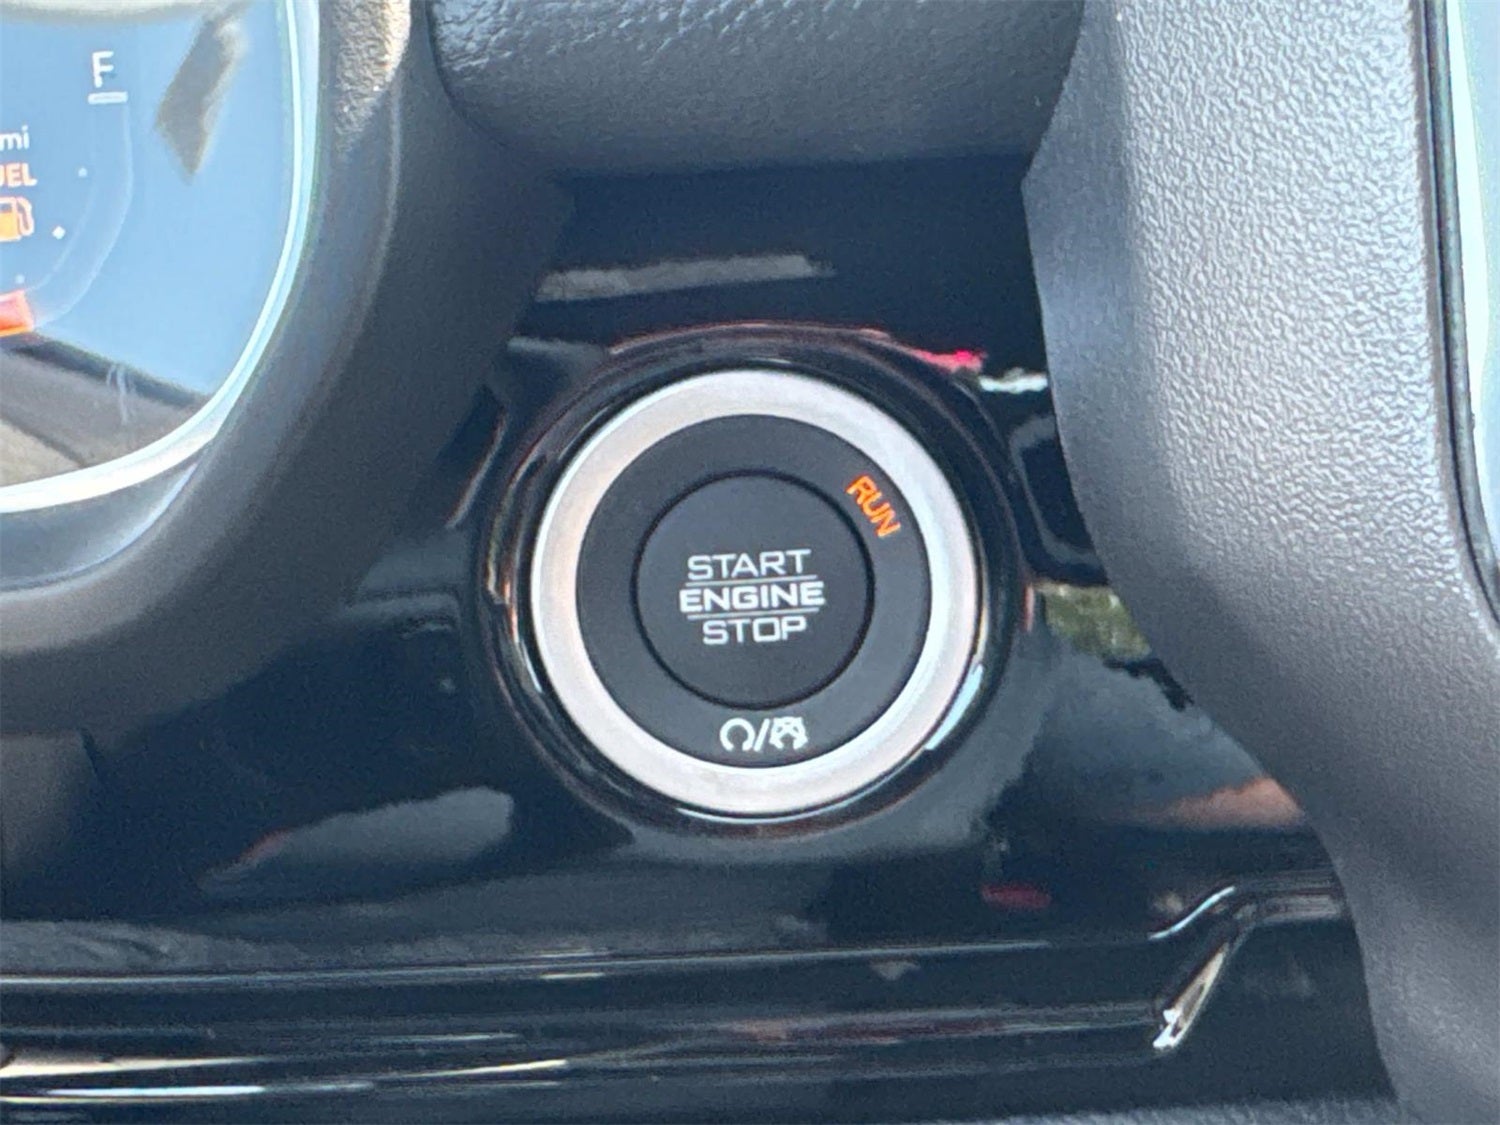 F
mi
UEL
RUN
START
ENGINE
STOP